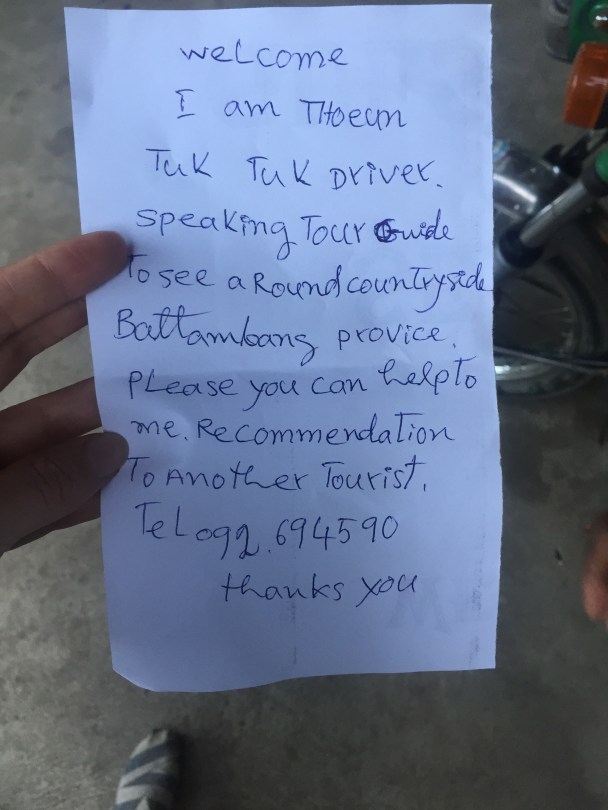 welcome
I am THoeun
Tuk Tuk Driver.
Speaking Tour Guide
To see a Round countryside
Battambang provice.
Please you can help To
me. Recommendation
To Another Tourist.
Tel 092.694590
thanks you